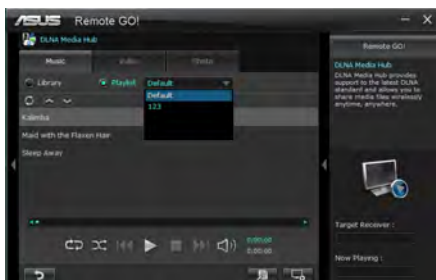 ASUS Remote GO!
DLNA Media Hub
Music
Video
Photo
Library
Playlist
Default
Default
123
Kalimba
Maid with the Flaxen Hair
Sleep Away
0:00:00
0:00:00
Remote GO!
DLNA Media Hub
DLNA Media Hub provides
support to the latest DLNA
standard and allows you to
share media files wirelessly
anytime, anywhere.
Target Receiver :
Now Playing :